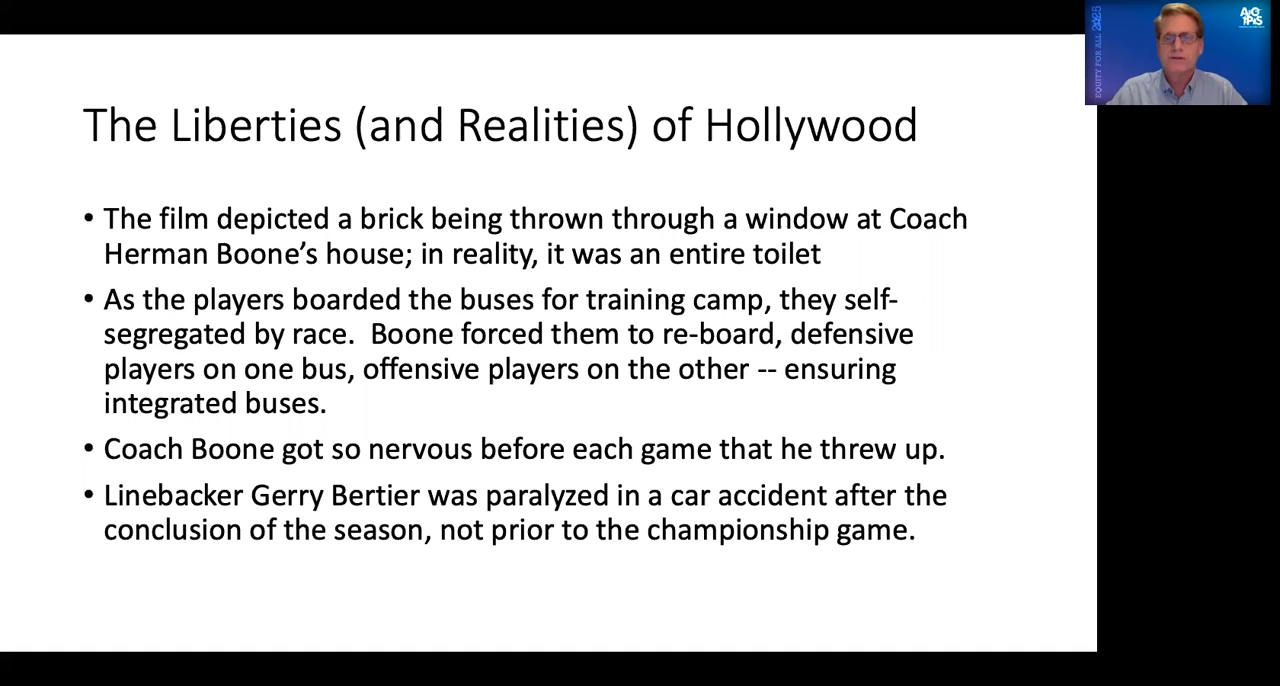 The Liberties (and Realities) of Hollywood
• The film depicted a brick being thrown through a window at Coach
Herman Boone’s house; in reality, it was an entire toilet
• As the players boarded the buses for training camp, they self-
segregated by race.  Boone forced them to re-board, defensive
players on one bus, offensive players on the other -- ensuring
integrated buses.
• Coach Boone got so nervous before each game that he threw up.
• Linebacker Gerry Bertier was paralyzed in a car accident after the
conclusion of the season, not prior to the championship game.
EQUITY FOR ALL